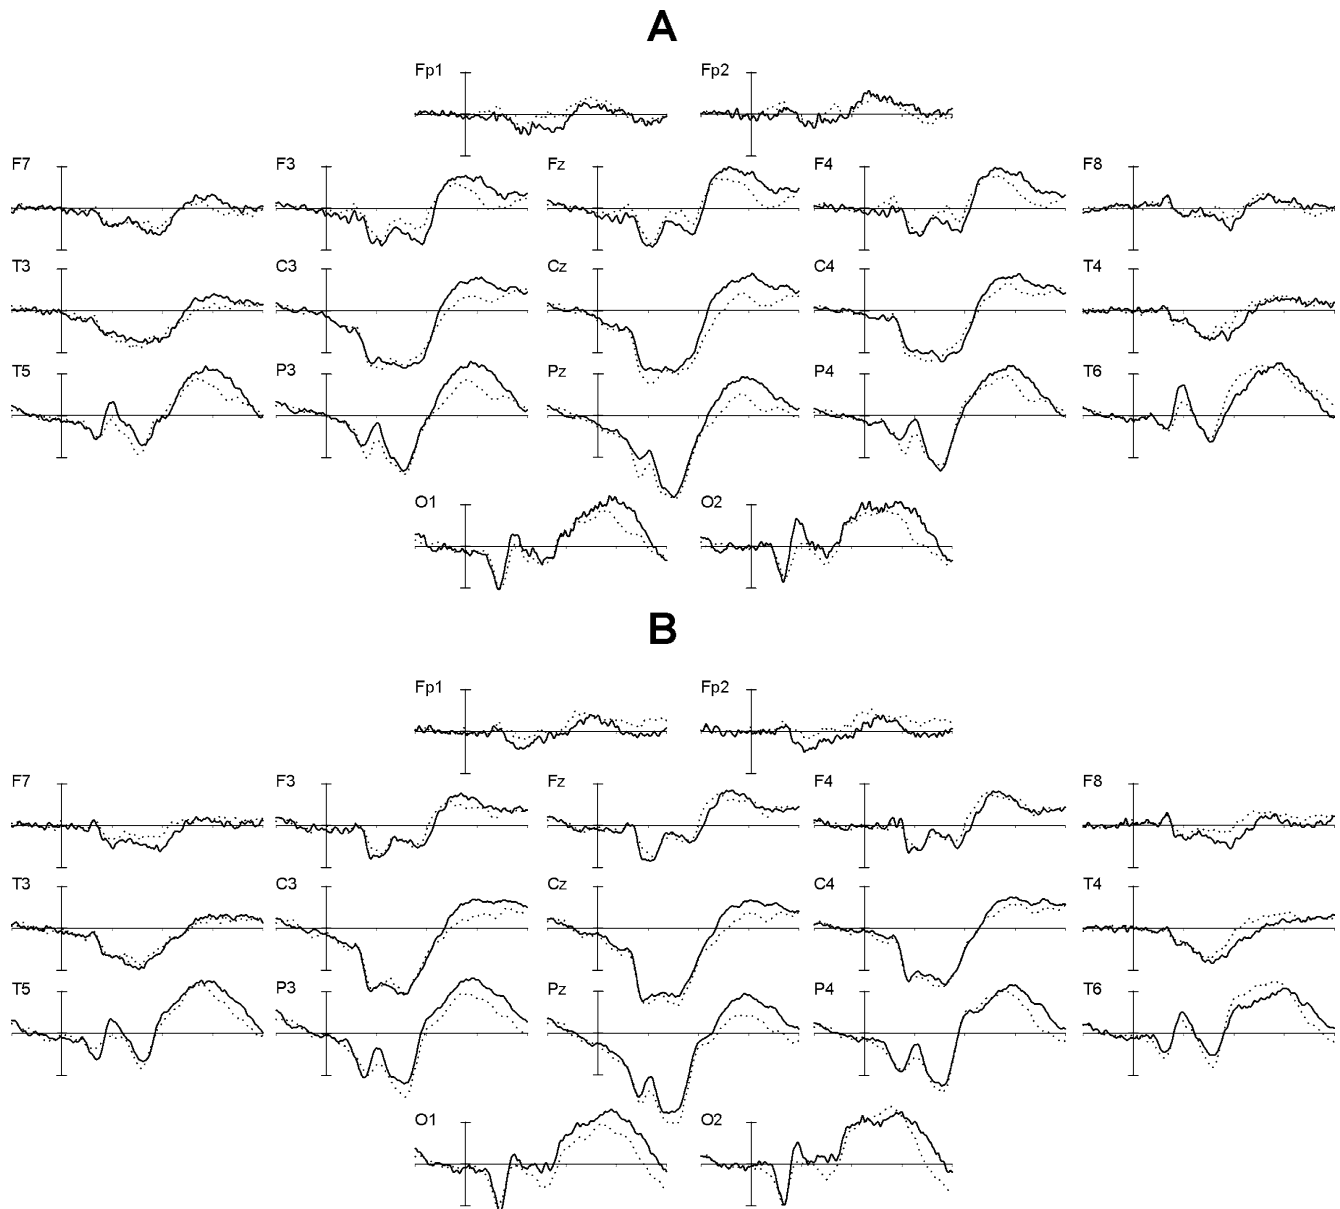 A
Fp1 Fp2
F7 F3 Fz F4 F8
T3 C3 Cz C4 T4
T5 P3 Pz P4 T6
O1 O2
B
Fp1 Fp2
F7 F3 Fz F4 F8
T3 C3 Cz C4 T4
T5 P3 Pz P4 T6
O1 O2